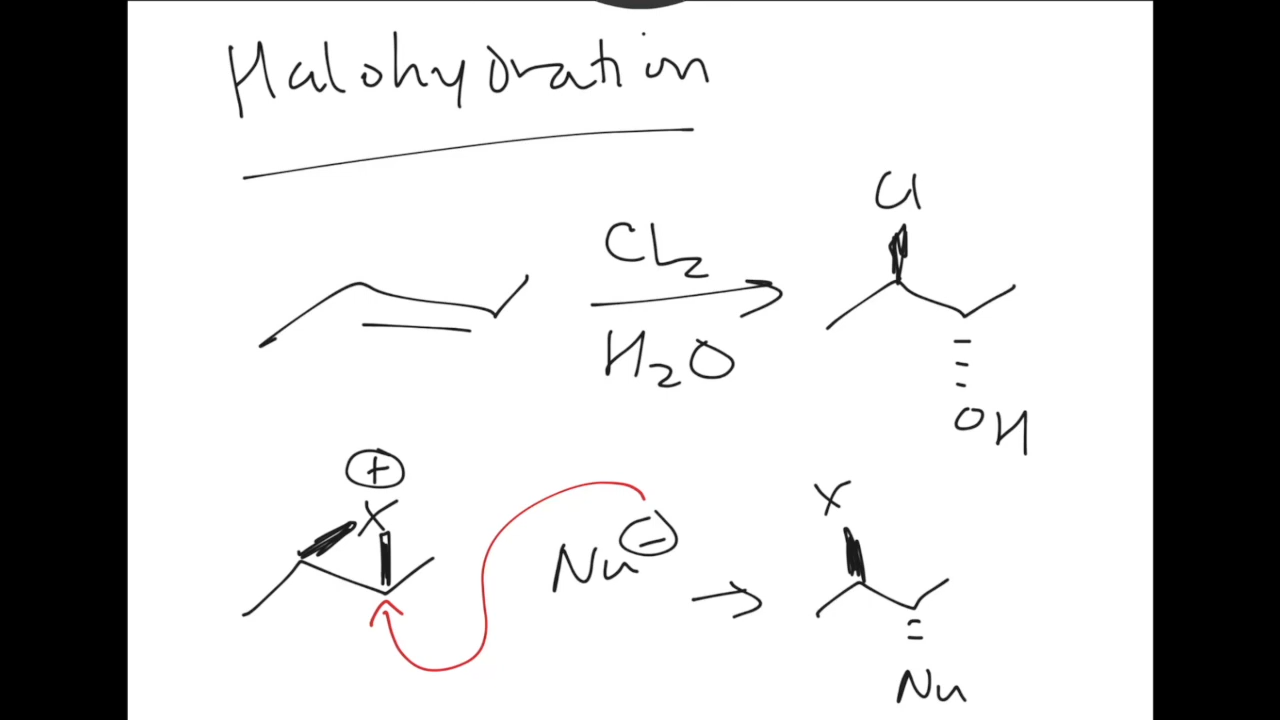 Halohydration
Cl
Cl2
H2O
OH
+
X
Nu-
X
Nu